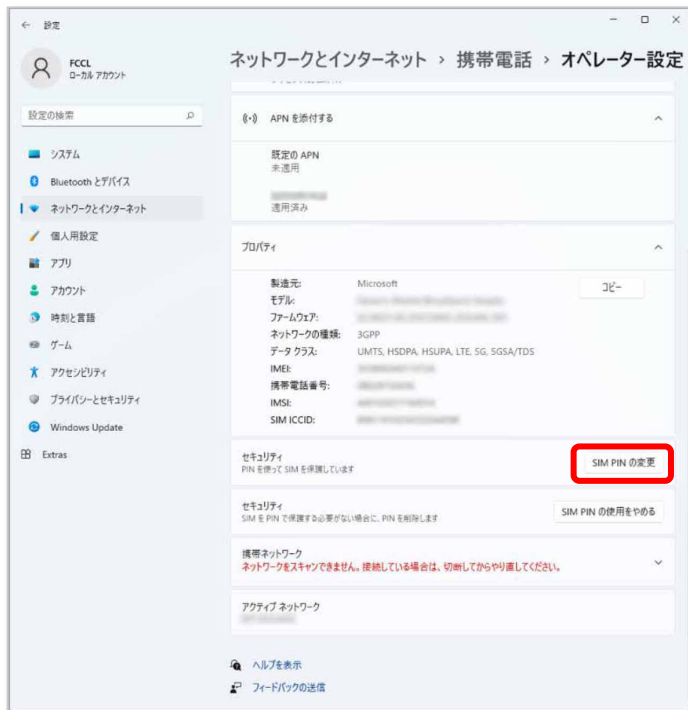 設定
FCCL
ローカル アカウント
設定の検索
システム
Bluetooth とデバイス
ネットワークとインターネット
個人用設定
アプリ
アカウント
時刻と言語
ゲーム
アクセシビリティ
プライバシーとセキュリティ
Windows Update
Extras
ネットワークとインターネット › 携帯電話 › オペレーター設定
APN を添付する
既定の APN
未適用
適用済み
プロパティ
製造元: Microsoft
コピー
モデル:
ファームウェア:
ネットワークの種類: 3GPP
データ クラス: UMTS, HSDPA, HSUPA, LTE, 5G, 5GSA/TDS
IMEI:
携帯電話番号:
IMSI:
SIM ICCID:
セキュリティ
PIN を使って SIM を保護しています
SIM PIN の変更
セキュリティ
SIM を PIN で保護する必要がない場合に、PIN を削除します
SIM PIN の使用をやめる
携帯ネットワーク
ネットワークをスキャンできません。接続している場合は、切断してからやり直してください。
アクティブ ネットワーク
ヘルプを表示
フィードバックの送信